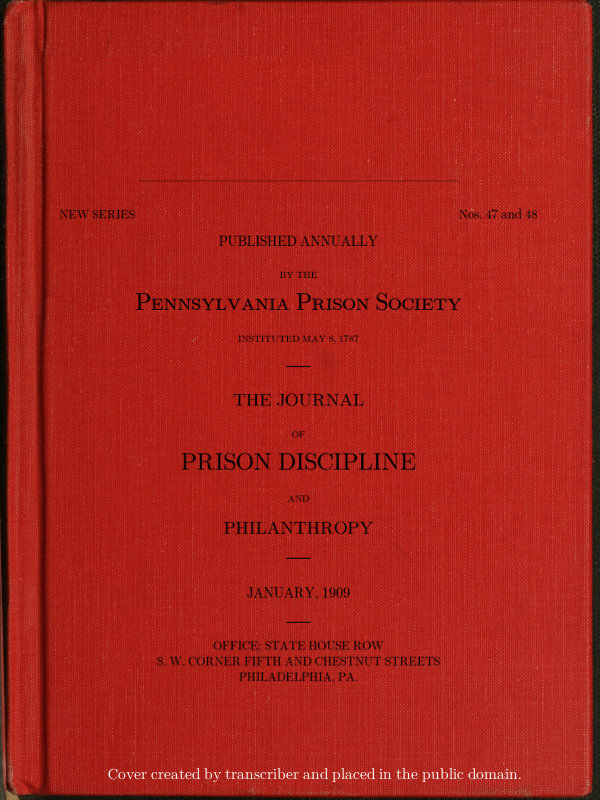 NEW SERIES Nos. 47 and 48
PUBLISHED ANNUALLY
BY THE
Pennsylvania Prison Society
INSTITUTED MAY 8, 1787
THE JOURNAL
OF
PRISON DISCIPLINE
AND
PHILANTHROPY
JANUARY, 1909
OFFICE: STATE HOUSE ROW
S. W. CORNER FIFTH AND CHESTNUT STREETS
PHILADELPHIA, PA.
Cover created by transcriber and placed in the public domain.